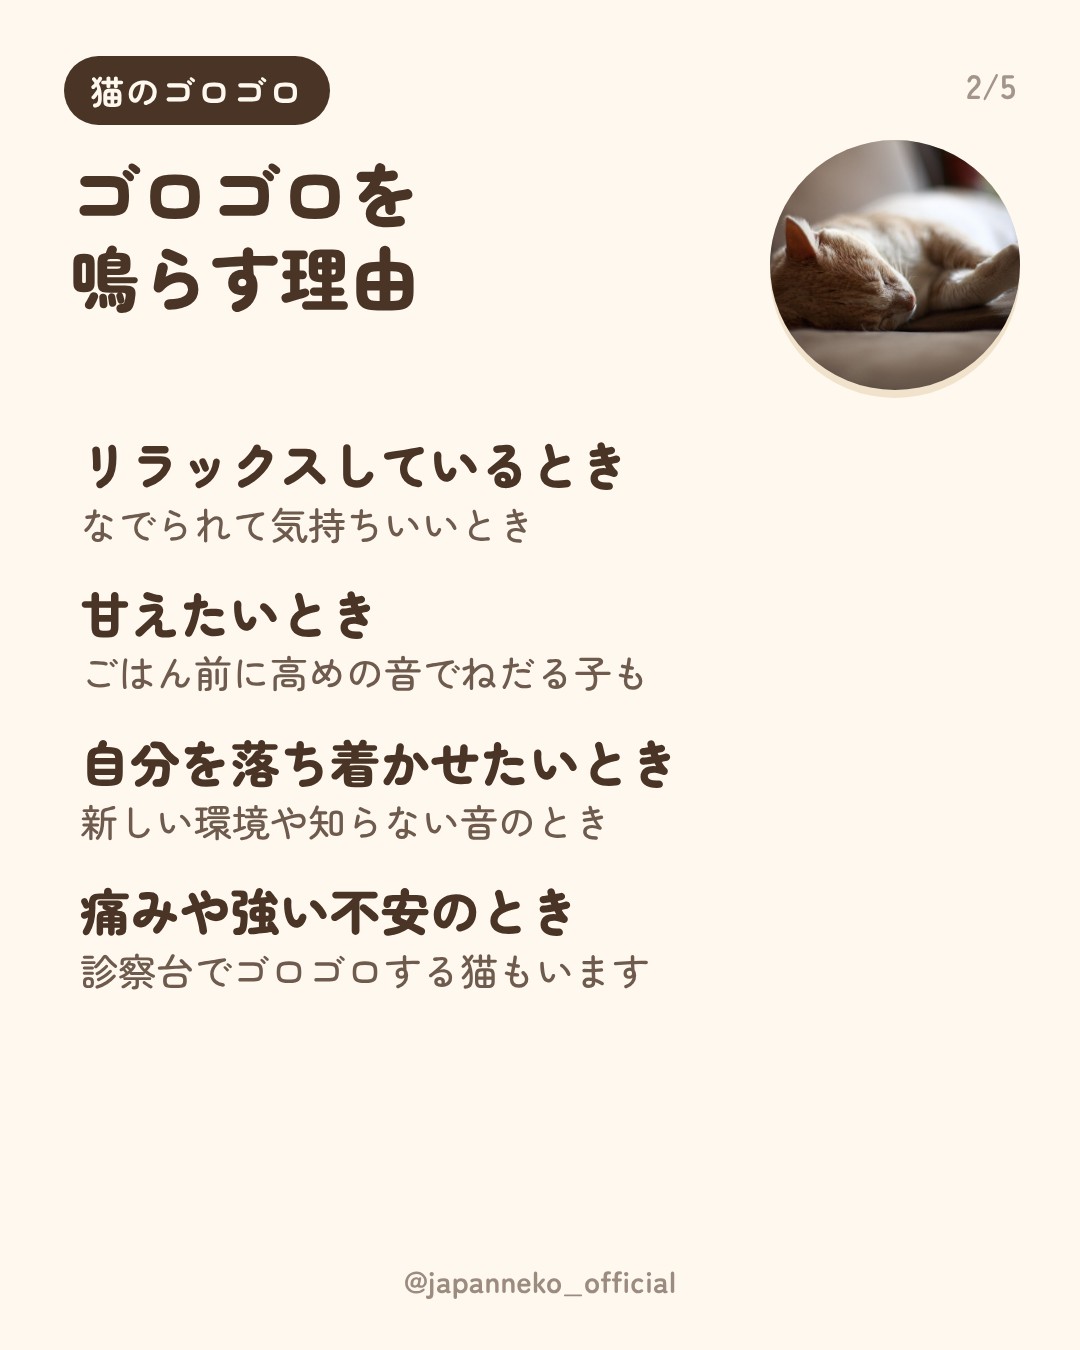 猫のゴロゴロ
2/5
ゴロゴロを
鳴らす理由
リラックスしているとき
なでられて気持ちいいとき
甘えたいとき
ごはん前に高めの音でねだる子も
自分を落ち着かせたいとき
新しい環境や知らない音のとき
痛みや強い不安のとき
診察台でゴロゴロする猫もいます
@japanneko_official